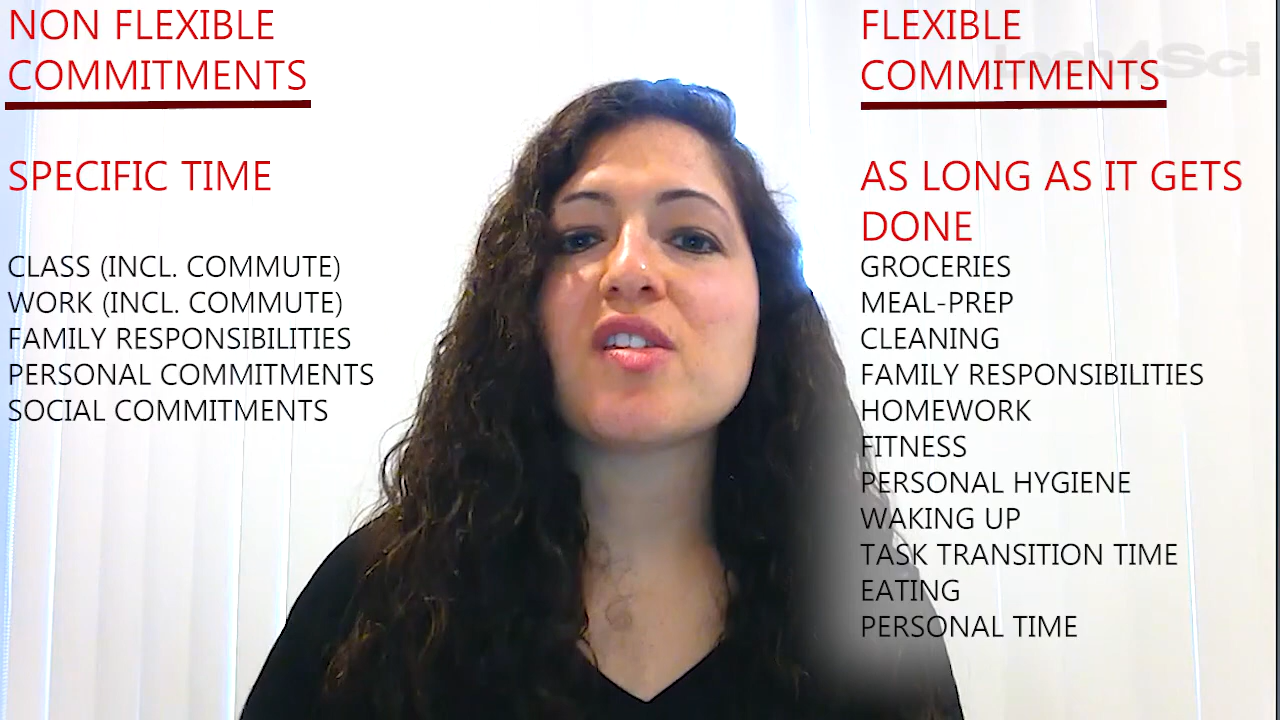 NON FLEXIBLE
COMMITMENTS
SPECIFIC TIME
CLASS (INCL. COMMUTE)
WORK (INCL. COMMUTE)
FAMILY RESPONSIBILITIES
PERSONAL COMMITMENTS
SOCIAL COMMITMENTS
FLEXIBLE
COMMITMENTS
AS LONG AS IT GETS
DONE
GROCERIES
MEAL-PREP
CLEANING
FAMILY RESPONSIBILITIES
HOMEWORK
FITNESS
PERSONAL HYGIENE
WAKING UP
TASK TRANSITION TIME
EATING
PERSONAL TIME